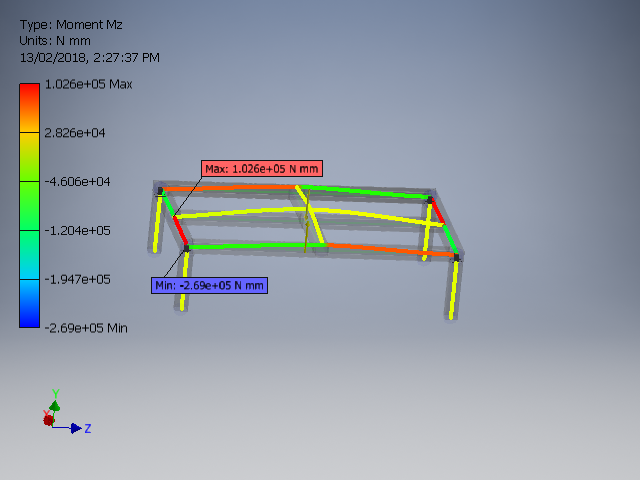 Type: Moment Mz
Units: N mm
13/02/2018, 2:27:37 PM
1.026e+05 Max
2.826e+04
-4.606e+04
-1.204e+05
-1.947e+05
-2.69e+05 Min
Max: 1.026e+05 N mm
Min: -2.69e+05 N mm
Y
X
Z